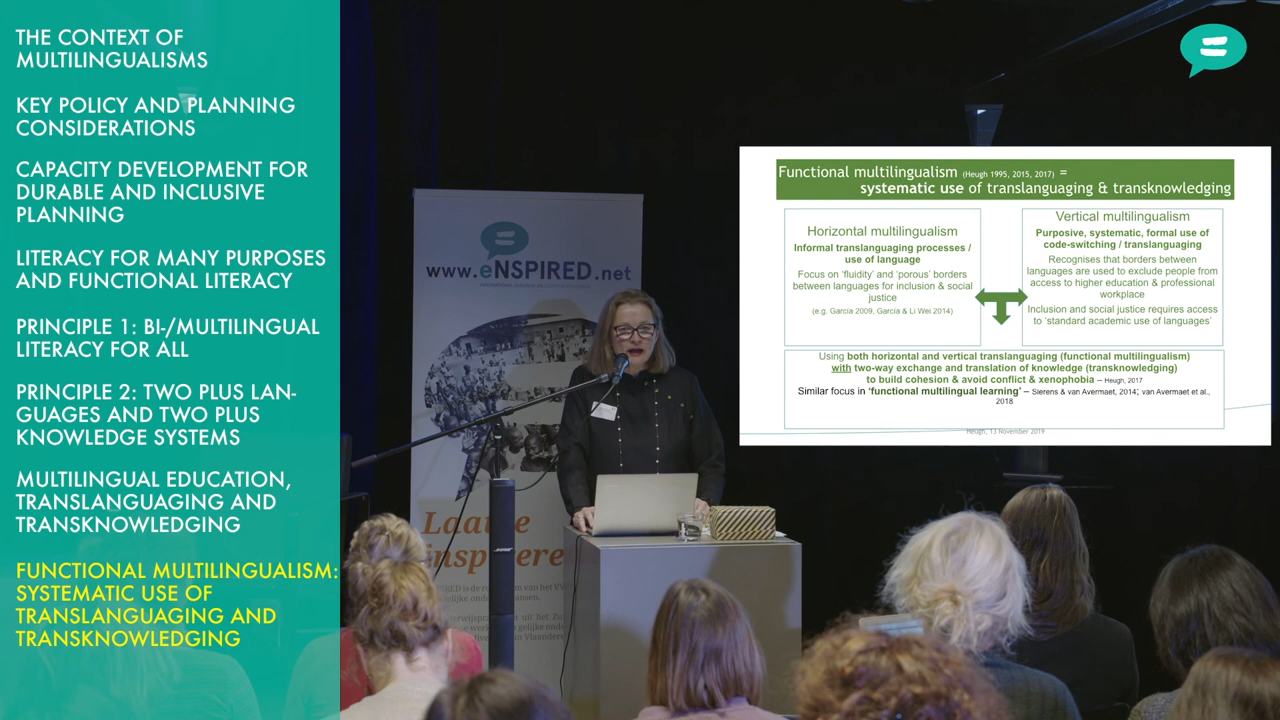 THE CONTEXT OF
MULTILINGUALISMS
KEY POLICY AND PLANNING
CONSIDERATIONS
CAPACITY DEVELOPMENT FOR
DURABLE AND INCLUSIVE
PLANNING
LITERACY FOR MANY PURPOSES
AND FUNCTIONAL LITERACY
PRINCIPLE 1: BI-/MULTILINGUAL
LITERACY FOR ALL
PRINCIPLE 2: TWO PLUS LAN-
GUAGES AND TWO PLUS
KNOWLEDGE SYSTEMS
MULTILINGUAL EDUCATION,
TRANSLANGUAGING AND
TRANSKNOWLEDGING
FUNCTIONAL MULTILINGUALISM:
SYSTEMATIC USE OF
TRANSLANGUAGING AND
TRANSKNOWLEDGING
www.eNSPIRED.net
Functional multilingualism (Heugh 1995, 2015, 2017) =
systematic use of translanguaging & transknowledging
Horizontal multilingualism
Informal translanguaging processes /
use of language
Focus on ‘fluidity’ and ‘porous’ borders
between languages for inclusion & social
justice
(e.g. García 2009, García & Li Wei 2014)
Vertical multilingualism
Purposive, systematic, formal use of
code-switching / translanguaging
Recognises that borders between
languages are used to exclude people from
access to higher education & professional
workplace
Inclusion and social justice requires access
to ‘standard academic use of languages’
Using both horizontal and vertical translanguaging (functional multilingualism)
with two-way exchange and translation of knowledge (transknowledging)
to build cohesion & avoid conflict & xenophobia – Heugh, 2017
Similar focus in ‘functional multilingual learning’ – Sierens & van Avermaet, 2014; van Avermaet et al.,
2018
Heugh, 13 November 2019